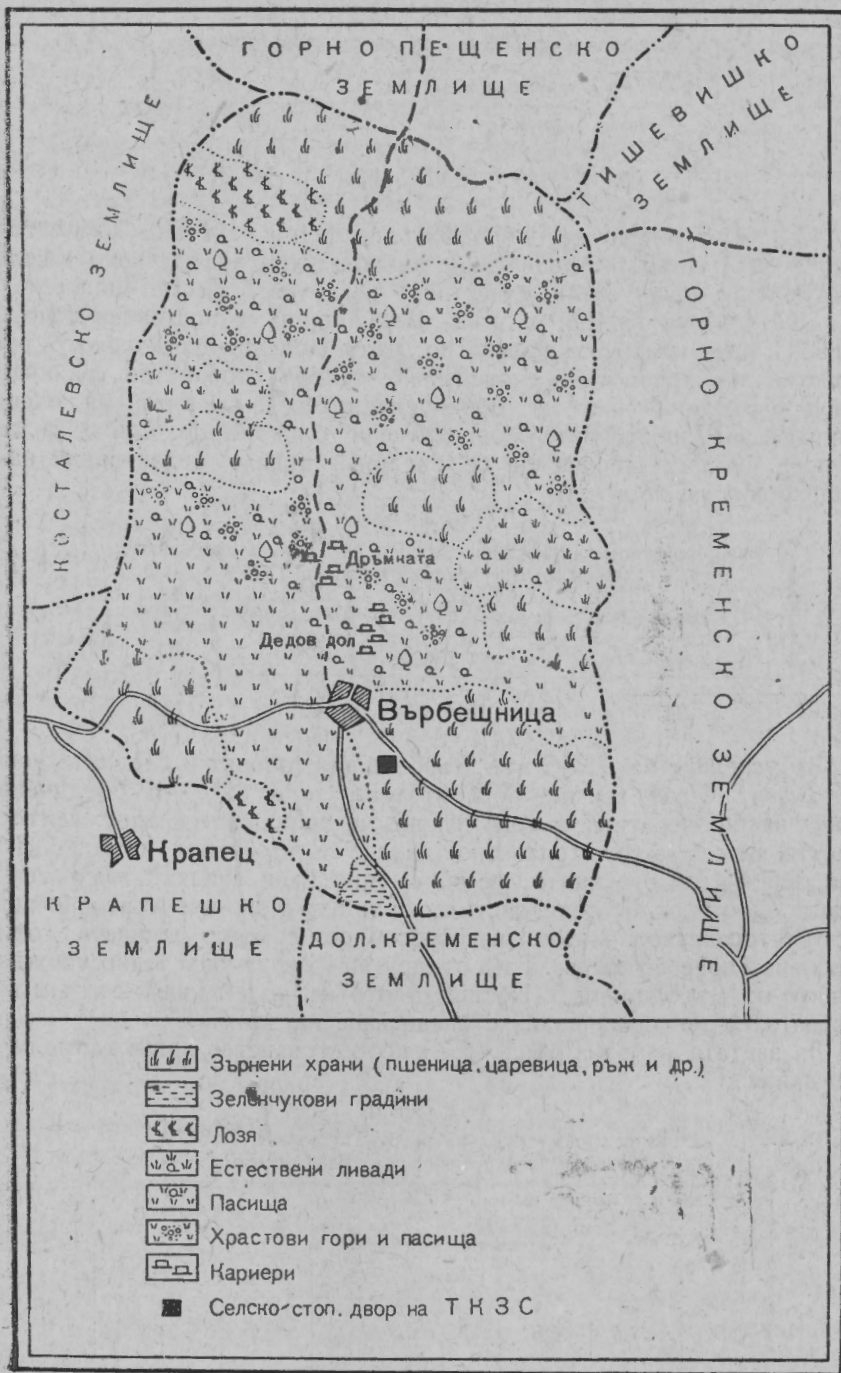 ГОРНО ПЕЩЕНСКО
ЗЕМЛИЩЕ
ТИШЕВИШКО
ЗЕМЛИЩЕ
КОСТАЛЕВСКО ЗЕМЛИЩЕ
ГОРНО КРЕМЕНСКО ЗЕМЛИЩЕ
Дръмката
Дедов дол
Върбешница
Крапец
КРАПЕШКО
ЗЕМЛИЩЕ
ДОЛ. КРЕМЕНСКО
ЗЕМЛИЩЕ
Зърнени храни (пшеница, царевица, ръж и др.)
Зеленчукови градини
Лозя
Естествени ливади
Пасища
Храстови гори и пасища
Кариери
Селско-стоп. двор на ТКЗС